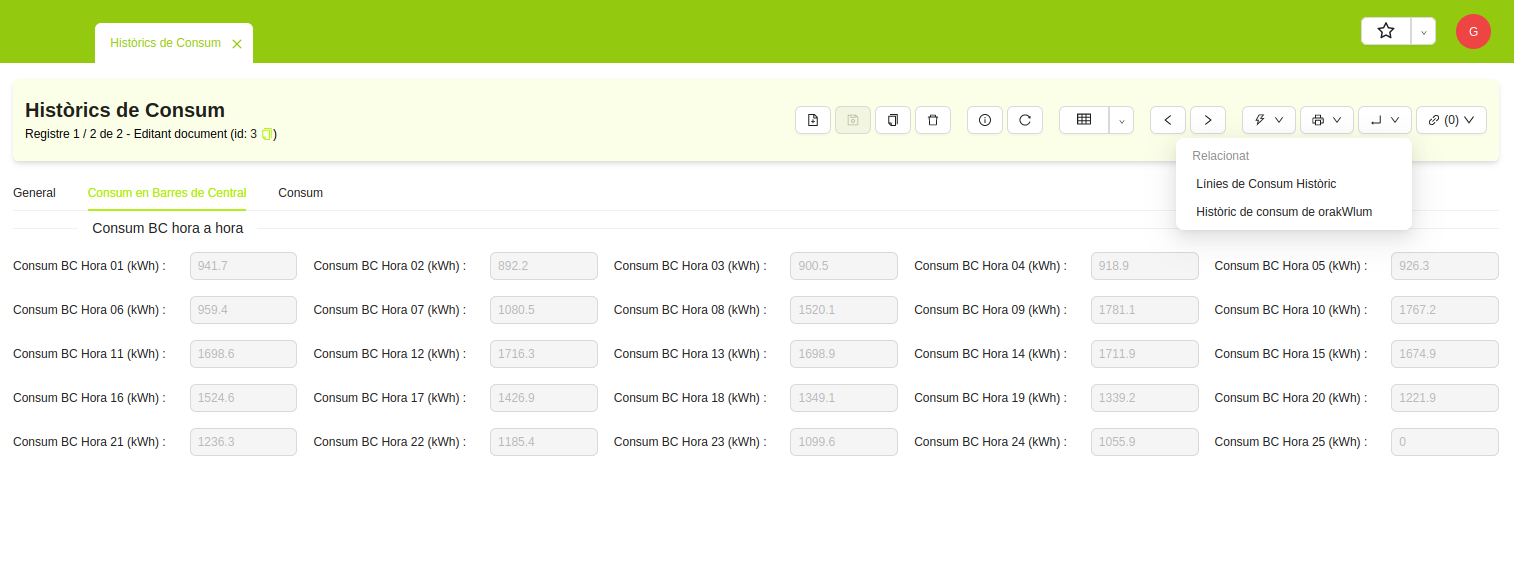 Històrics de Consum
G
Històrics de Consum
Registre 1 / 2 de 2 - Editant document (id: 3 )
(0)
Relacionat
Línies de Consum Històric
Històric de consum de orakWlum
General Consum en Barres de Central Consum
Consum BC hora a hora
Consum BC Hora 01 (kWh) : 941.7 Consum BC Hora 02 (kWh) : 892.2 Consum BC Hora 03 (kWh) : 900.5 Consum BC Hora 04 (kWh) : 918.9 Consum BC Hora 05 (kWh) : 926.3
Consum BC Hora 06 (kWh) : 959.4 Consum BC Hora 07 (kWh) : 1080.5 Consum BC Hora 08 (kWh) : 1520.1 Consum BC Hora 09 (kWh) : 1781.1 Consum BC Hora 10 (kWh) : 1767.2
Consum BC Hora 11 (kWh) : 1698.6 Consum BC Hora 12 (kWh) : 1716.3 Consum BC Hora 13 (kWh) : 1698.9 Consum BC Hora 14 (kWh) : 1711.9 Consum BC Hora 15 (kWh) : 1674.9
Consum BC Hora 16 (kWh) : 1524.6 Consum BC Hora 17 (kWh) : 1426.9 Consum BC Hora 18 (kWh) : 1349.1 Consum BC Hora 19 (kWh) : 1339.2 Consum BC Hora 20 (kWh) : 1221.9
Consum BC Hora 21 (kWh) : 1236.3 Consum BC Hora 22 (kWh) : 1185.4 Consum BC Hora 23 (kWh) : 1099.6 Consum BC Hora 24 (kWh) : 1055.9 Consum BC Hora 25 (kWh) : 0